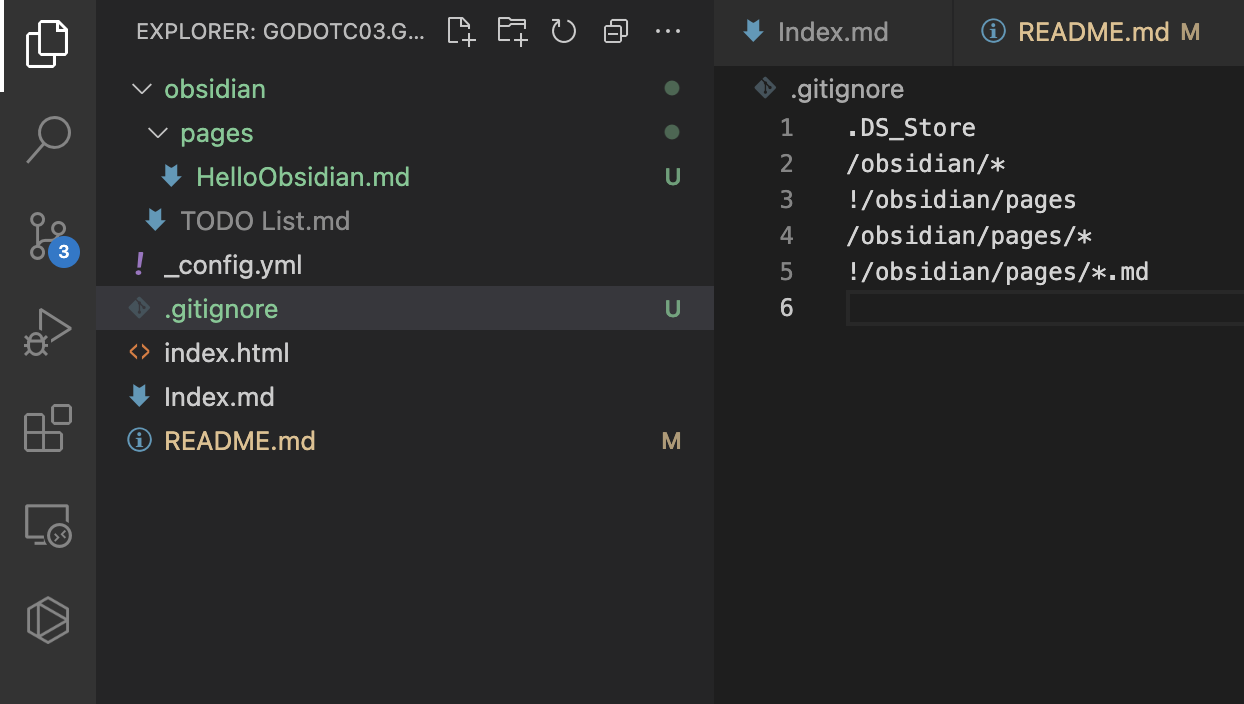 EXPLORER: GODOTC03.G...
obsidian
pages
HelloObsidian.md U
TODO List.md
_config.yml
.gitignore U
index.html
Index.md
README.md M
3
Index.md
README.md M
.gitignore
1 .DS_Store
2 /obsidian/*
3 !/obsidian/pages
4 /obsidian/pages/*
5 !/obsidian/pages/*.md
6